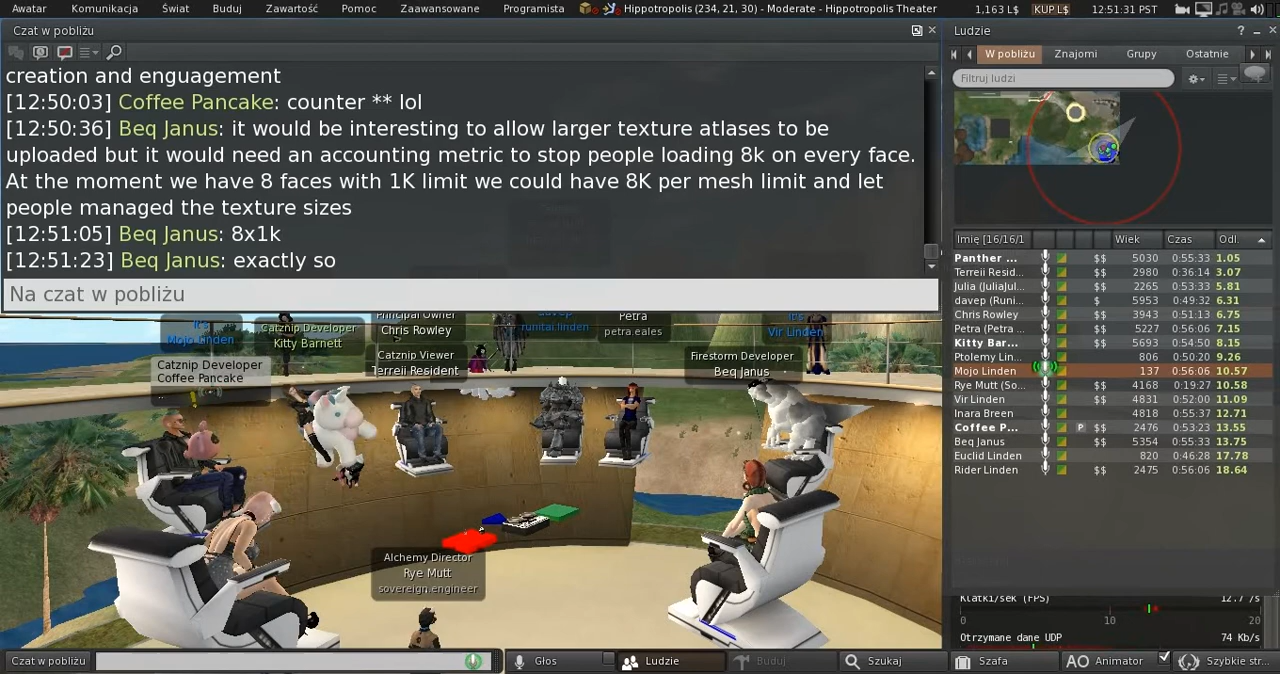 Awatar Komunikacja Świat Buduj Zawartość Pomoc Zaawansowane Programista Hippotropolis (234, 21, 30) - Moderate - Hippotropolis Theater 1,163 L$ KUP L$ 12:51:31 PST
Czat w pobliżu
creation and enguagement
[12:50:03] Coffee Pancake: counter ** lol
[12:50:36] Beq Janus: it would be interesting to allow larger texture atlases to be
uploaded but it would need an accounting metric to stop people loading 8k on every face.
At the moment we have 8 faces with 1K limit we could have 8K per mesh limit and let
people managed the texture sizes
[12:51:05] Beq Janus: 8x1k
[12:51:23] Beq Janus: exactly so
Na czat w pobliżu
It's
Mojo Linden
Catznip Developer
Kitty Barnett
Principal Owner
Chris Rowley
runitai.linden
Petra
petra.eales
It's
Vir Linden
Catznip Developer
Coffee Pancake
Catznip Viewer
Terreii Resident
Firestorm Developer
Beq Janus
Alchemy Director
Rye Mutt
sovereign.engineer
Ludzie
W pobliżu Znajomi Grupy Ostatnie
Filtruj ludzi
Imię [16/16/1 Wiek Czas Odl.
Panther ... $$ 5030 0:55:33 1.05
Terreii Resid... $$ 2980 0:36:14 3.07
Julia (JuliaJul... $$ 2265 0:53:33 5.81
davep (Runi... $ 5953 0:49:32 6.31
Chris Rowley $$ 3943 0:51:13 6.75
Petra (Petra ... $$ 5227 0:56:06 7.15
Kitty Bar... $$ 5693 0:54:50 8.15
Ptolemy Lin... 806 0:50:20 9.26
Mojo Linden 137 0:56:06 10.57
Rye Mutt (So... $$ 4168 0:19:27 10.58
Vir Linden $$ 4831 0:52:00 11.09
Inara Breen 4818 0:55:37 12.71
Coffee P... P $$ 2476 0:53:23 13.55
Beq Janus $$ 5354 0:55:33 13.75
Euclid Linden 820 0:46:28 17.78
Rider Linden $$ 2475 0:56:06 18.64
Klatki/sek (FPS) 12.7 /s
0 10 20
Otrzymane dane UDP 74 Kb/s
Czat w pobliżu Głos Ludzie Buduj Szukaj Szafa AO Animator Szybkie str...